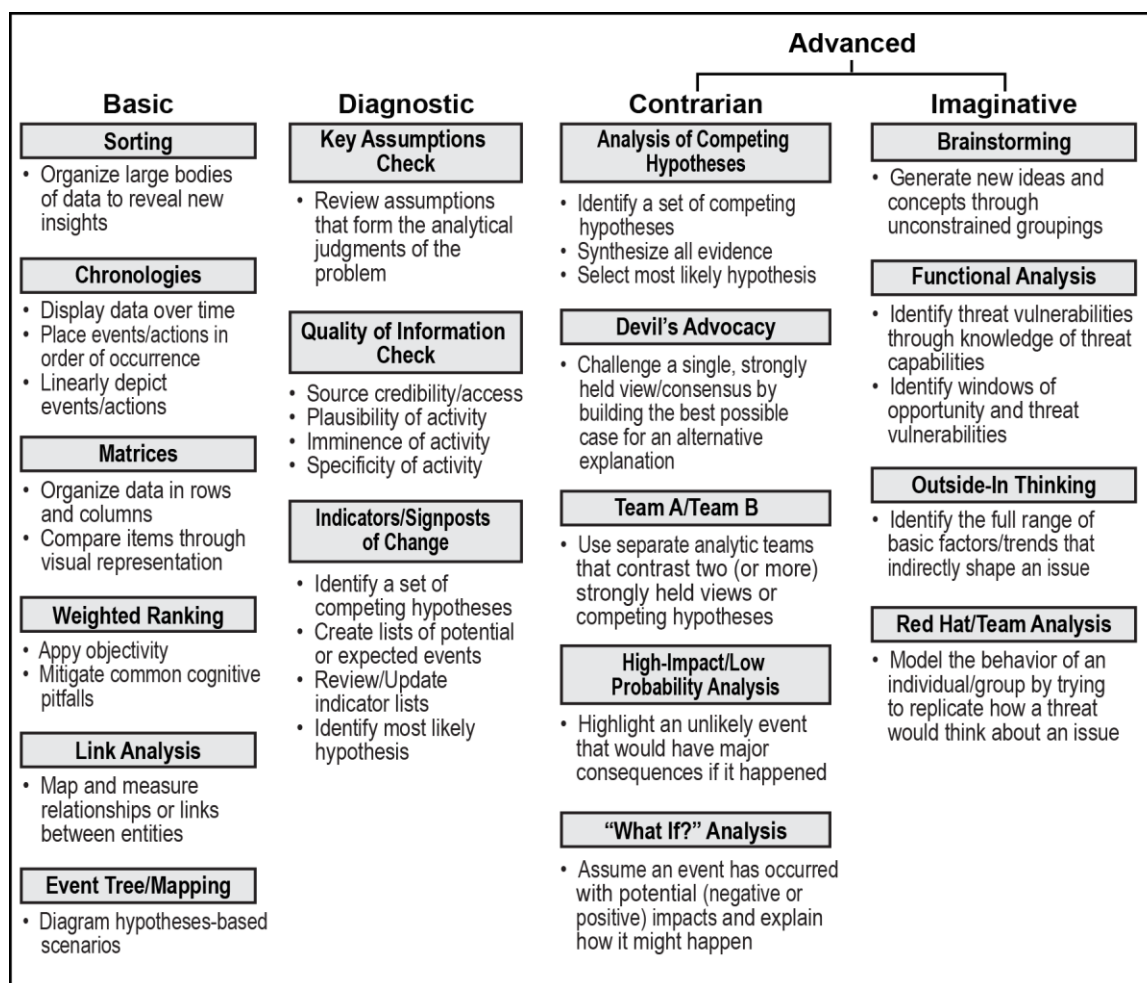 Advanced
Basic
Sorting
• Organize large bodies
of data to reveal new
insights
Chronologies
• Display data over time
• Place events/actions in
order of occurrence
• Linearly depict
events/actions
Matrices
• Organize data in rows
and columns
• Compare items through
visual representation
Weighted Ranking
• Appy objectivity
• Mitigate common cognitive
pitfalls
Link Analysis
• Map and measure
relationships or links
between entities
Event Tree/Mapping
• Diagram hypotheses-based
scenarios
Diagnostic
Key Assumptions
Check
• Review assumptions
that form the analytical
judgments of the
problem
Quality of Information
Check
• Source credibility/access
• Plausibility of activity
• Imminence of activity
• Specificity of activity
Indicators/Signposts
of Change
• Identify a set of
competing hypotheses
• Create lists of potential
or expected events
• Review/Update
indicator lists
• Identify most likely
hypothesis
Contrarian
Analysis of Competing
Hypotheses
• Identify a set of competing
hypotheses
• Synthesize all evidence
• Select most likely hypothesis
Devil’s Advocacy
• Challenge a single, strongly
held view/consensus by
building the best possible
case for an alternative
explanation
Team A/Team B
• Use separate analytic teams
that contrast two (or more)
strongly held views or
competing hypotheses
High-Impact/Low
Probability Analysis
• Highlight an unlikely event
that would have major
consequences if it happened
“What If?” Analysis
• Assume an event has occurred
with potential (negative or
positive) impacts and explain
how it might happen
Imaginative
Brainstorming
• Generate new ideas and
concepts through
unconstrained groupings
Functional Analysis
• Identify threat vulnerabilities
through knowledge of threat
capabilities
• Identify windows of
opportunity and threat
vulnerabilities
Outside-In Thinking
• Identify the full range of
basic factors/trends that
indirectly shape an issue
Red Hat/Team Analysis
• Model the behavior of an
individual/group by trying
to replicate how a threat
would think about an issue